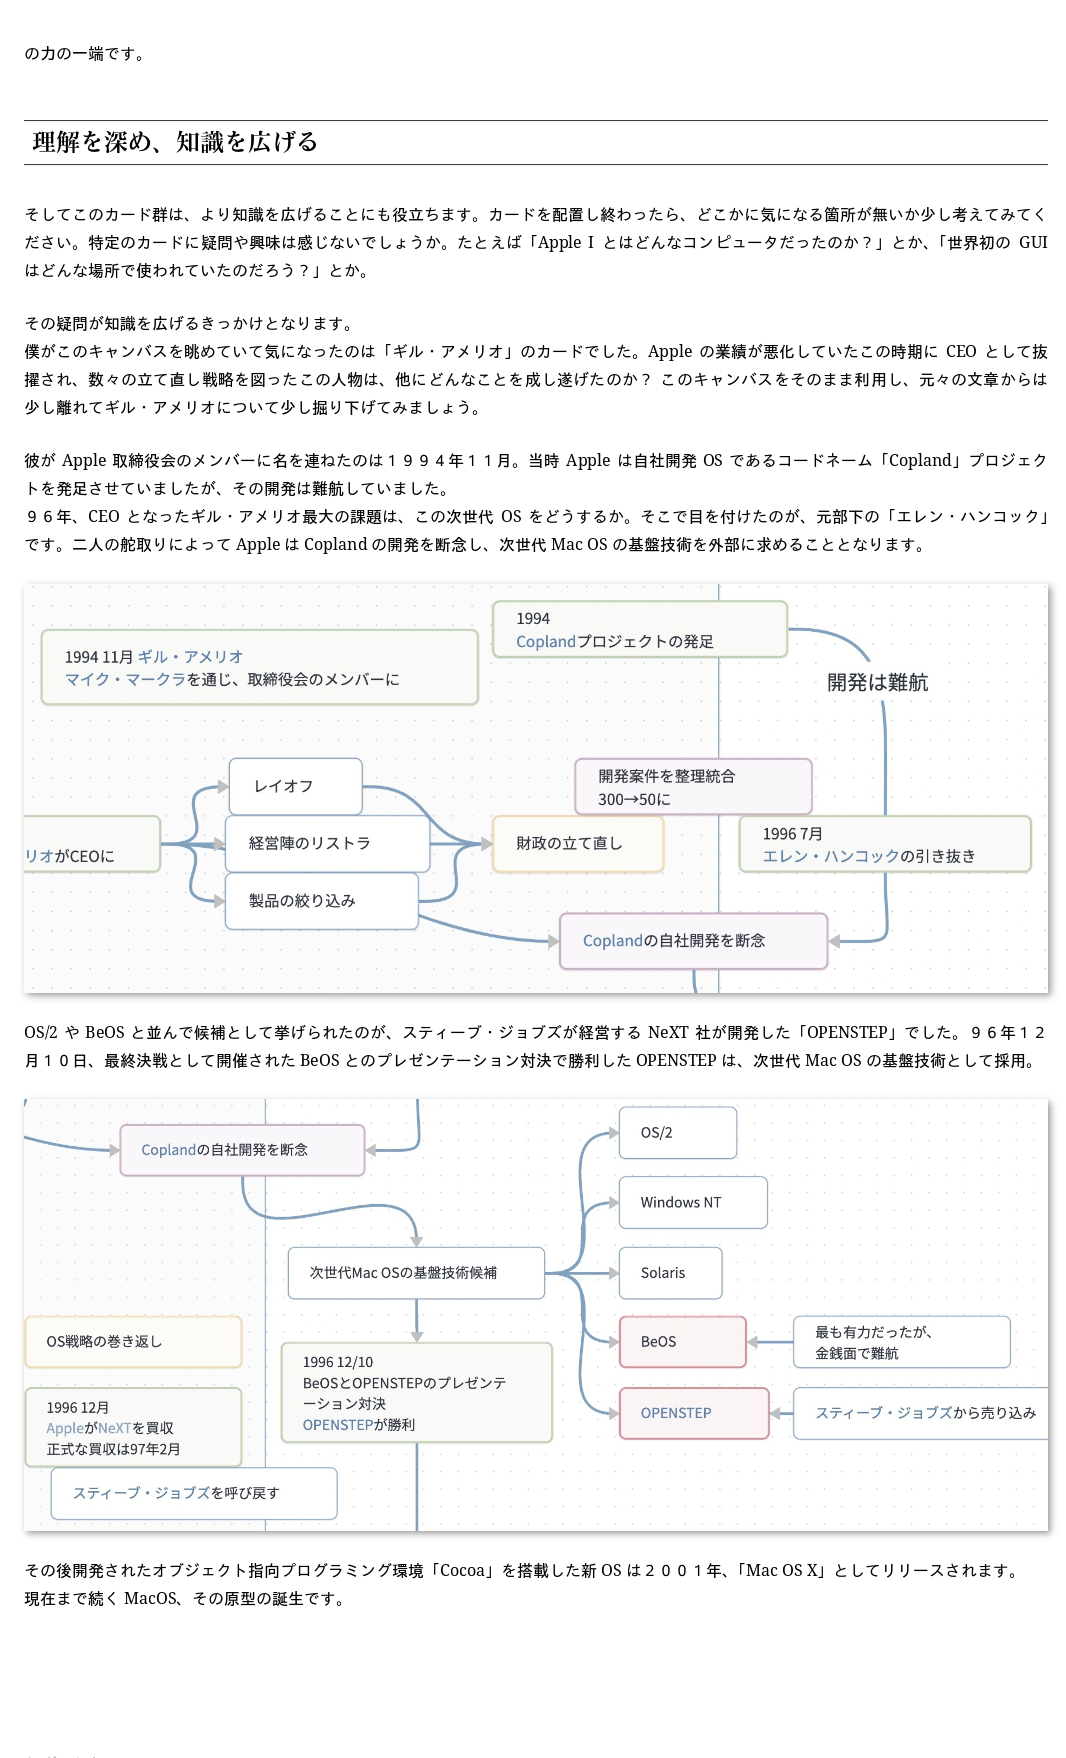 の力の一端です。
理解を深め、知識を広げる
そしてこのカード群は、より知識を広げることにも役立ちます。カードを配置し終わったら、どこかに気になる箇所が無いか少し考えてみてく
ださい。特定のカードに疑問や興味は感じないでしょうか。たとえば「Apple I とはどんなコンピュータだったのか？」とか、「世界初の GUI
はどんな場所で使われていたのだろう？」とか。
その疑問が知識を広げるきっかけとなります。
僕がこのキャンバスを眺めていて気になったのは「ギル・アメリオ」のカードでした。Apple の業績が悪化していたこの時期に CEO として抜
擢され、数々の立て直し戦略を図ったこの人物は、他にどんなことを成し遂げたのか？ このキャンバスをそのまま利用し、元々の文章からは
少し離れてギル・アメリオについて少し掘り下げてみましょう。
彼が Apple 取締役会のメンバーに名を連ねたのは１９９４年１１月。当時 Apple は自社開発 OS であるコードネーム「Copland」プロジェク
トを発足させていましたが、その開発は難航していました。
９６年、CEO となったギル・アメリオ最大の課題は、この次世代 OS をどうするか。そこで目を付けたのが、元部下の「エレン・ハンコック」
です。二人の舵取りによって Apple は Copland の開発を断念し、次世代 Mac OS の基盤技術を外部に求めることとなります。
1994
Coplandプロジェクトの発足
1994 11月 ギル・アメリオ
マイク・マークラを通じ、取締役会のメンバーに
開発は難航
レイオフ
開発案件を整理統合
300→50に
リオがCEOに
経営陣のリストラ
財政の立て直し
1996 7月
エレン・ハンコックの引き抜き
製品の絞り込み
Coplandの自社開発を断念
OS/2 や BeOS と並んで候補として挙げられたのが、スティーブ・ジョブズが経営する NeXT 社が開発した「OPENSTEP」でした。９６年１２
月１０日、最終決戦として開催された BeOS とのプレゼンテーション対決で勝利した OPENSTEP は、次世代 Mac OS の基盤技術として採用。
Coplandの自社開発を断念
OS/2
Windows NT
次世代Mac OSの基盤技術候補
Solaris
OS戦略の巻き返し
BeOS
最も有力だったが、
金銭面で難航
1996 12/10
BeOSとOPENSTEPのプレゼンテ
ーション対決
OPENSTEPが勝利
1996 12月
AppleがNeXTを買収
正式な買収は97年2月
OPENSTEP
スティーブ・ジョブズから売り込み
スティーブ・ジョブズを呼び戻す
その後開発されたオブジェクト指向プログラミング環境「Cocoa」を搭載した新 OS は２００１年、「Mac OS X」としてリリースされます。
現在まで続く MacOS、その原型の誕生です。